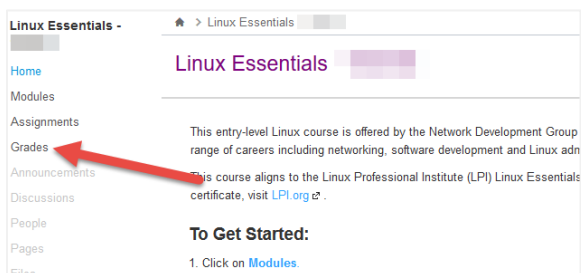 Linux Essentials -
Home
Modules
Assignments
Grades
Announcements
Discussions
People
Pages
Files
> Linux Essentials
Linux Essentials
This entry-level Linux course is offered by the Network Development Group
range of careers including networking, software development and Linux adn
This course aligns to the Linux Professional Institute (LPI) Linux Essentials
certificate, visit LPI.org .
To Get Started:
1. Click on Modules.